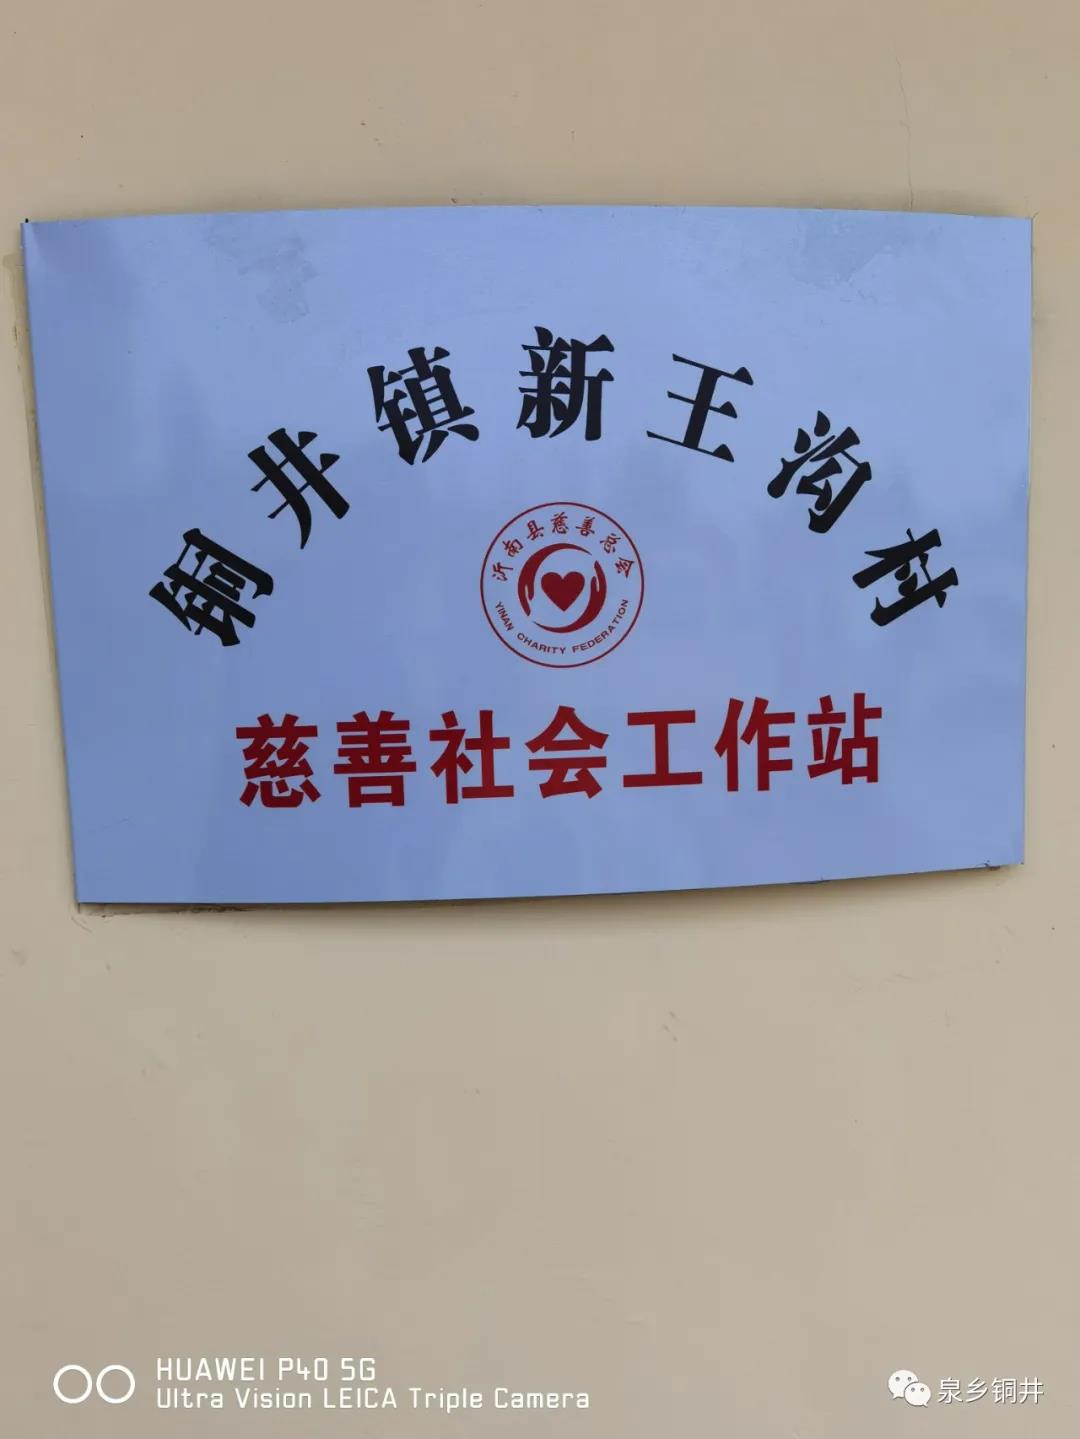 铜井镇新王沟村
沂南县慈善总会
YINAN CHARITY FEDERATION
慈善社会工作站
HUAWEI P40 5G
Ultra Vision LEICA Triple Camera
泉乡铜井